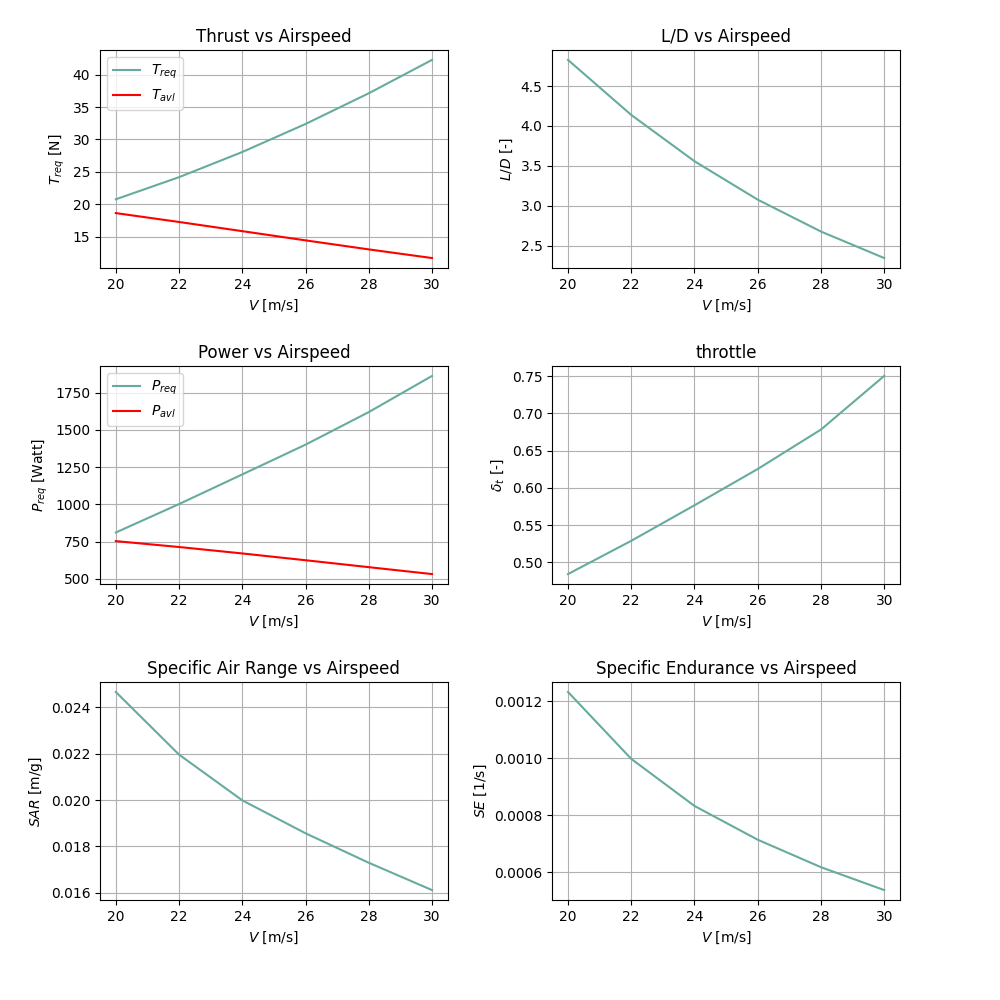 Thrust vs Airspeed
T_req
T_avl
40
35
30
25
20
15
T_req [N]
20 22 24 26 28 30
V [m/s]
L/D vs Airspeed
4.5
4.0
3.5
3.0
2.5
L/D [-]
20 22 24 26 28 30
V [m/s]
Power vs Airspeed
P_req
P_avl
1750
1500
1250
1000
750
500
P_req [Watt]
20 22 24 26 28 30
V [m/s]
throttle
0.75
0.70
0.65
0.60
0.55
0.50
δ_t [-]
20 22 24 26 28 30
V [m/s]
Specific Air Range vs Airspeed
0.024
0.022
0.020
0.018
0.016
SAR [m/g]
20 22 24 26 28 30
V [m/s]
Specific Endurance vs Airspeed
0.0012
0.0010
0.0008
0.0006
SE [1/s]
20 22 24 26 28 30
V [m/s]